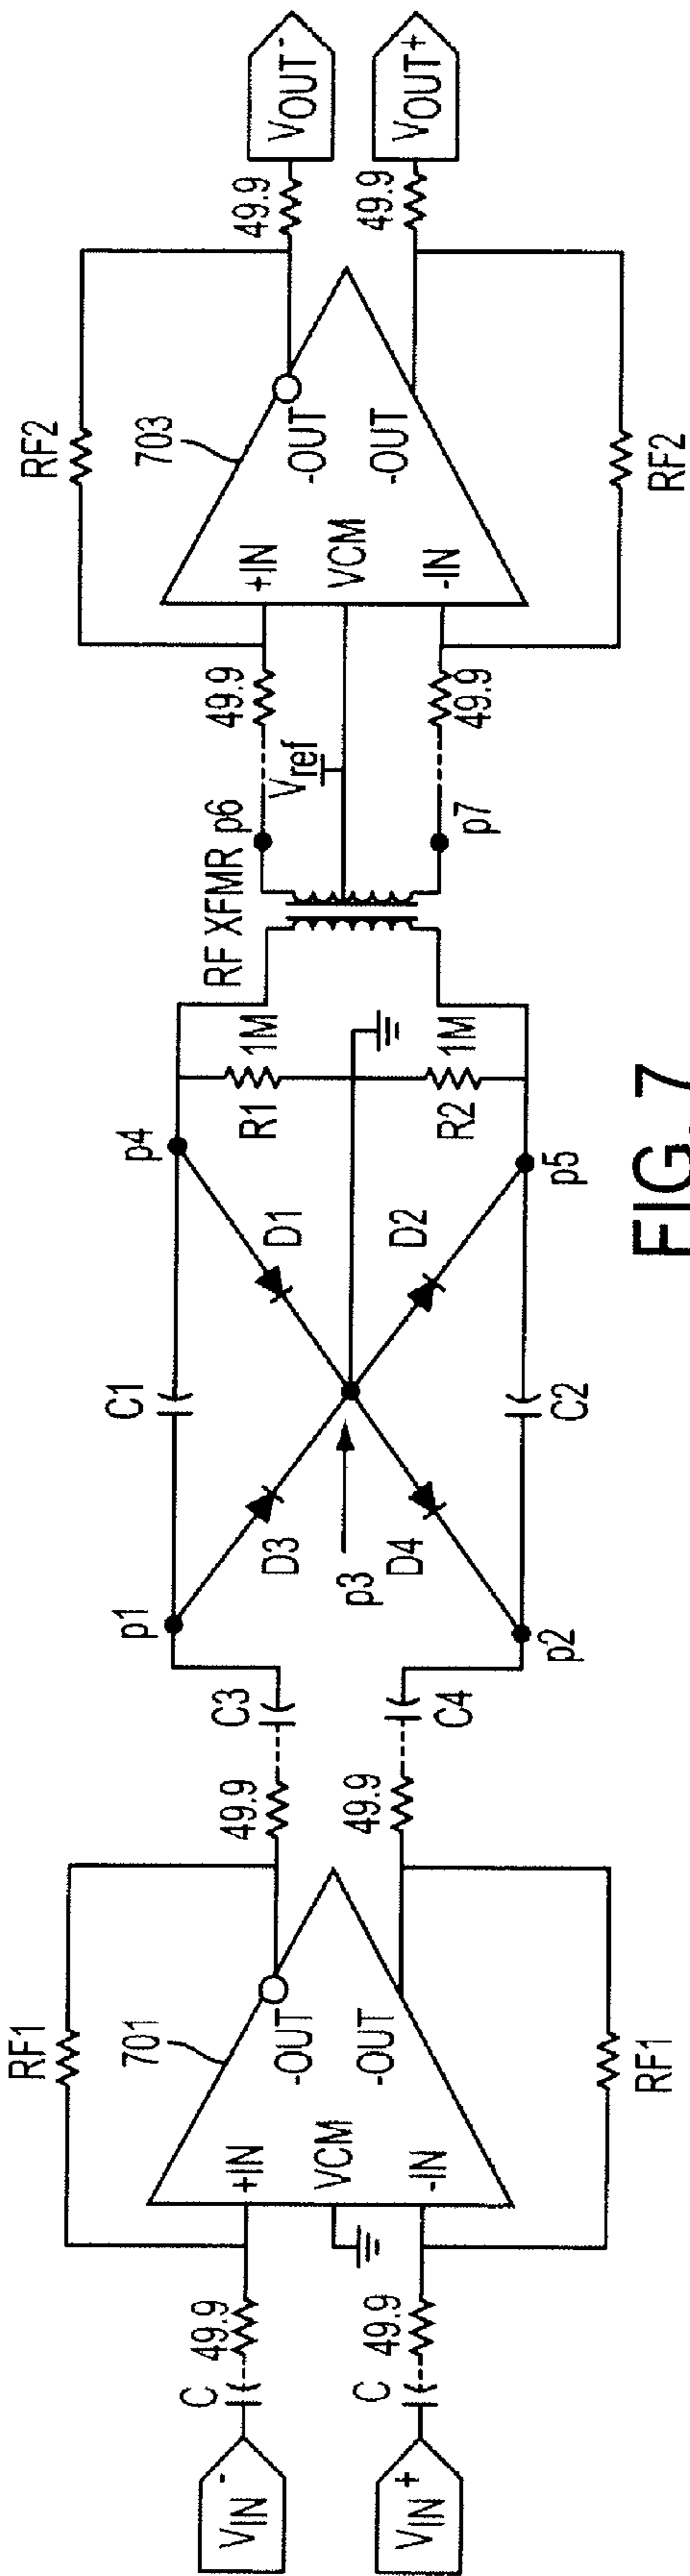 RF1
RF2
VIN-
C
49.9
+IN
701
-OUT
VCM
-OUT
-IN
49.9
C
VIN+
RF1
49.9
C3
p1
C1
p4
D3
D1
p3
D4
D2
49.9
C4
p2
C2
p5
R1
1M
R2
1M
RF XFMR
p6
Vref
p7
49.9
+IN
703
-OUT
VCM
-OUT
-IN
49.9
RF2
49.9
VOUT-
49.9
VOUT+
FIG. 7